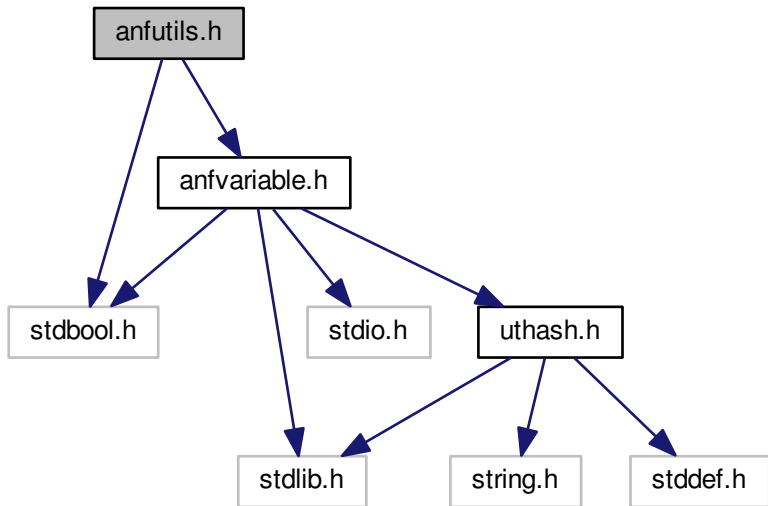 anfutils.h
anfvariable.h
stdbool.h
stdio.h
uthash.h
stdlib.h
string.h
stddef.h